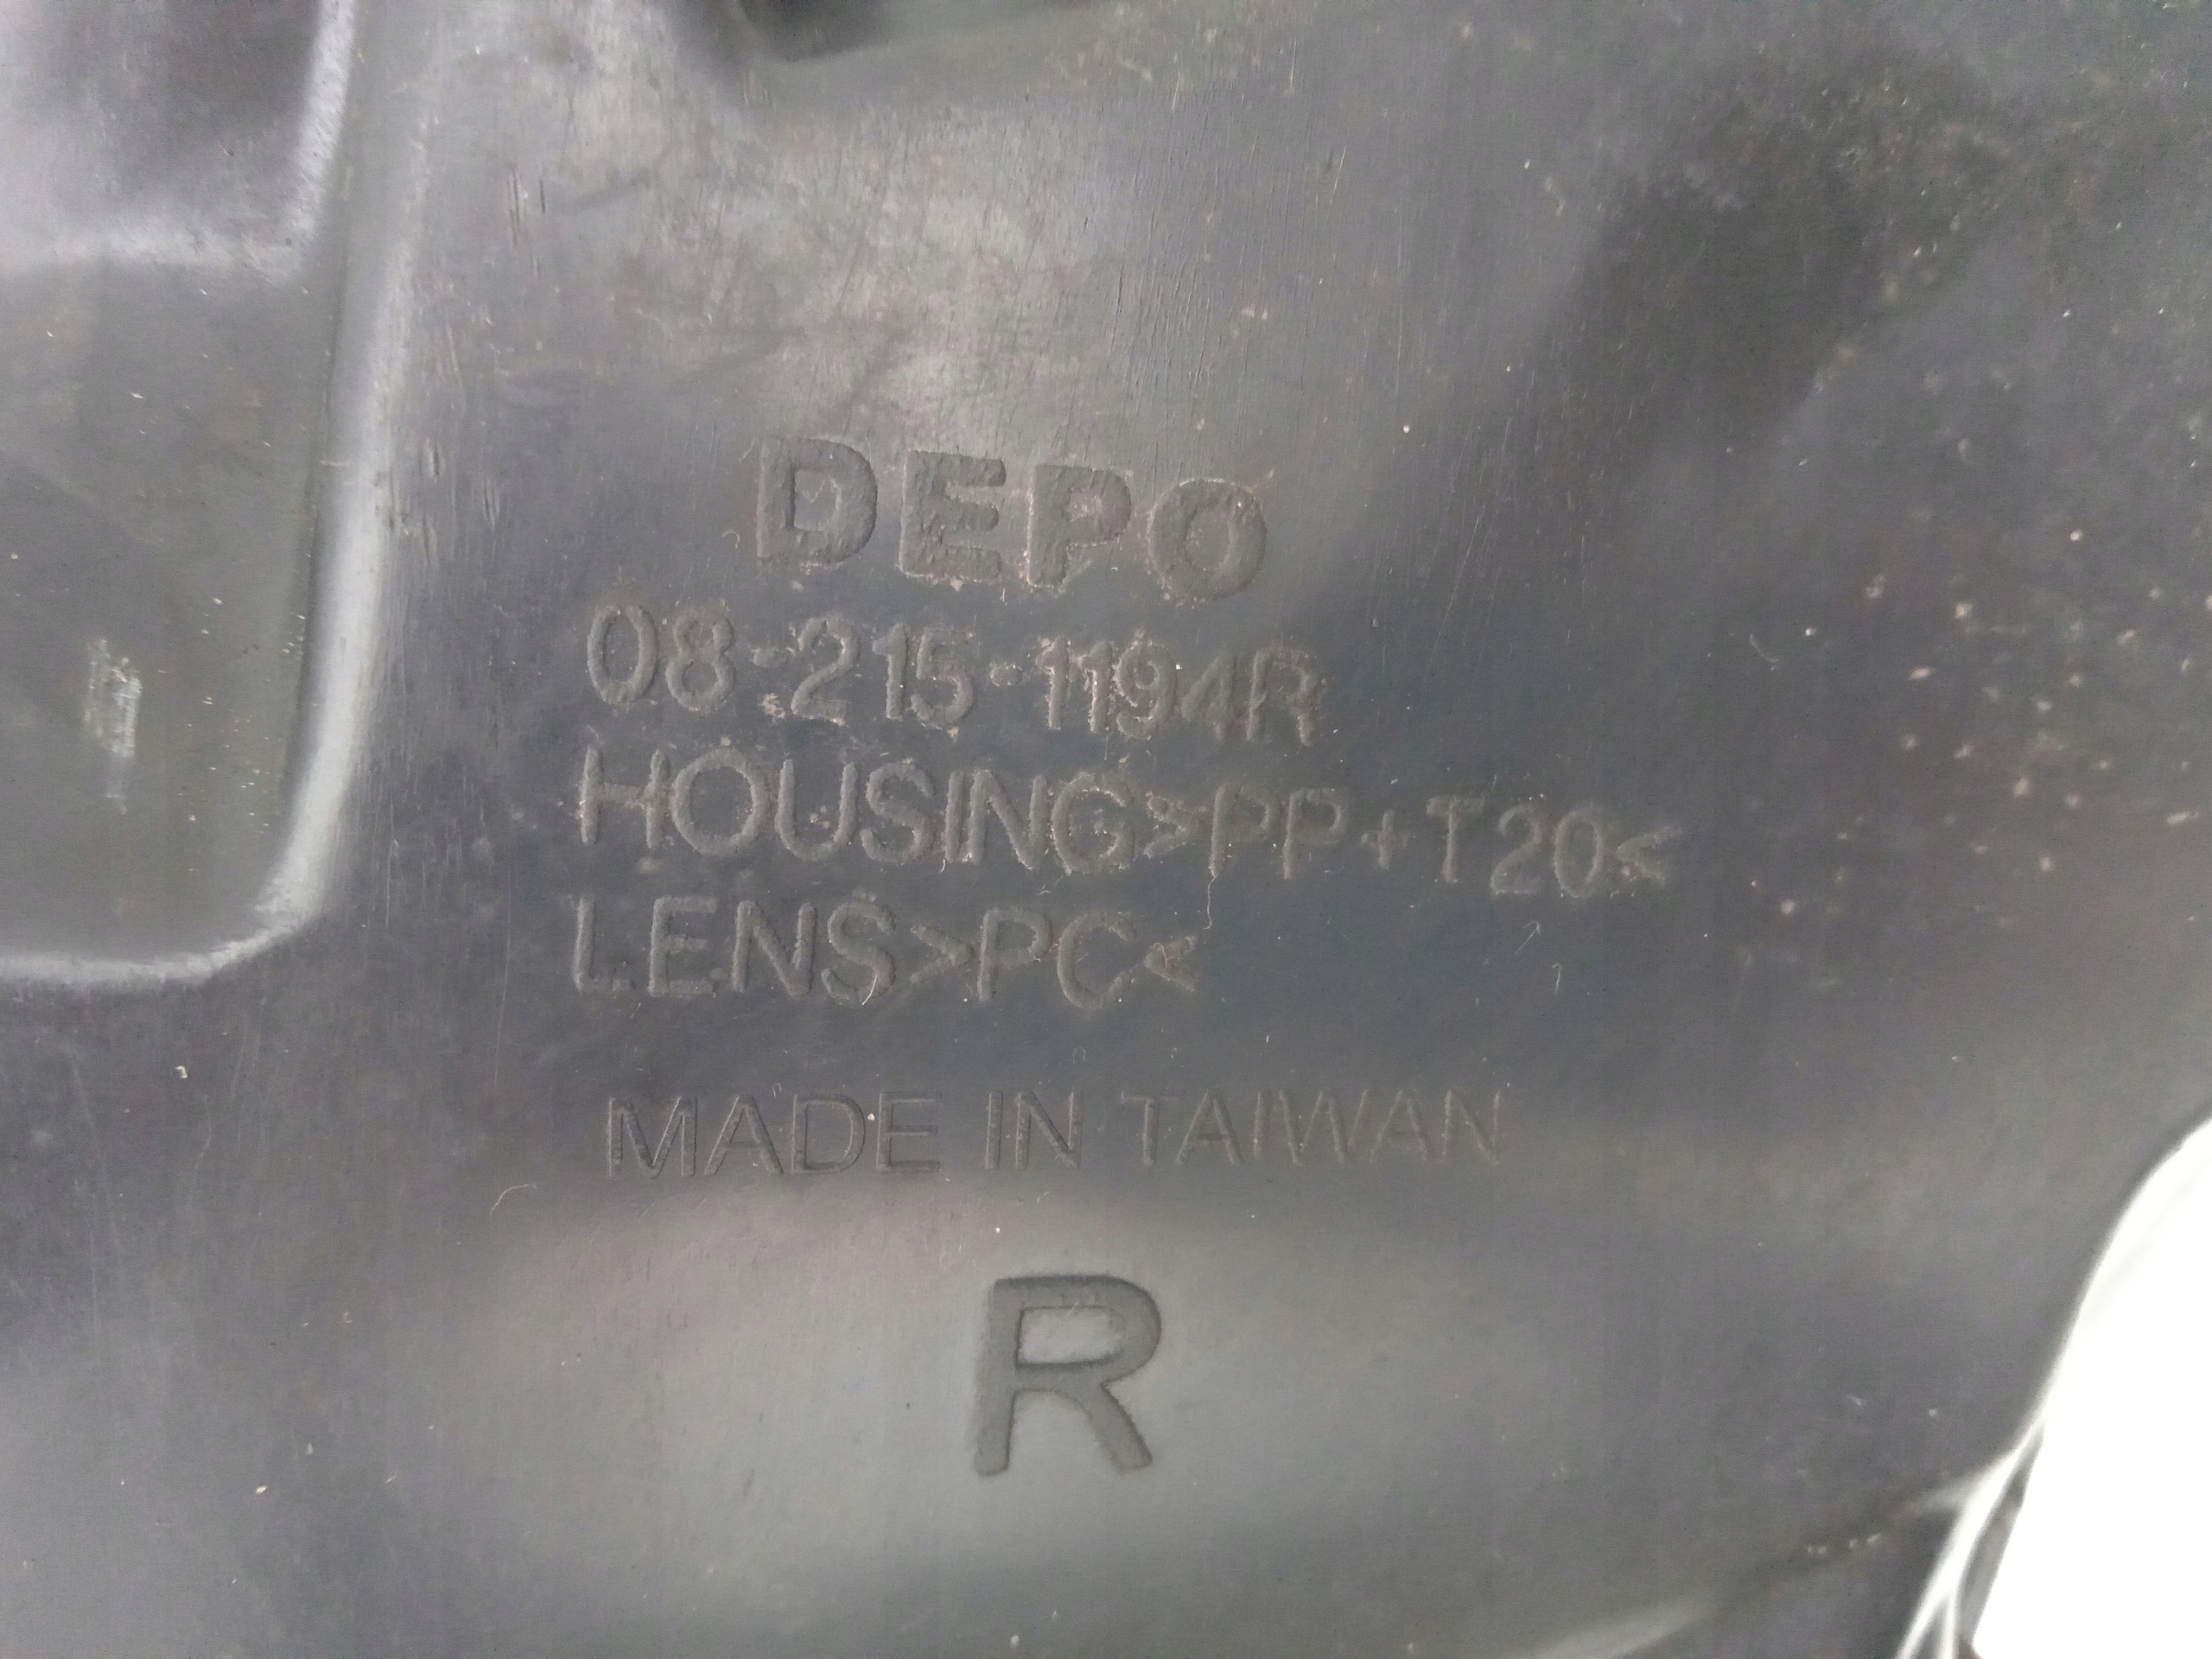 DEPO
08-215-1194R
HOUSING>PP+T20<
LENS>PC<
MADE IN TAIWAN
R